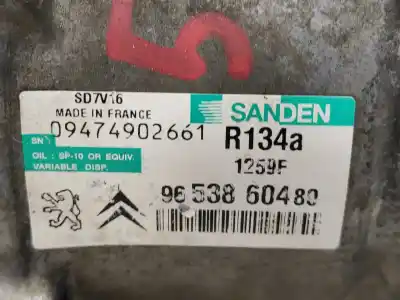 5
SD7V16
MADE IN FRANCE
SANDEN
SN:
09474902661
R134a
OIL : SP-10 OR EQUIV.
VARIABLE DISP.
1259F
96 538 604 80